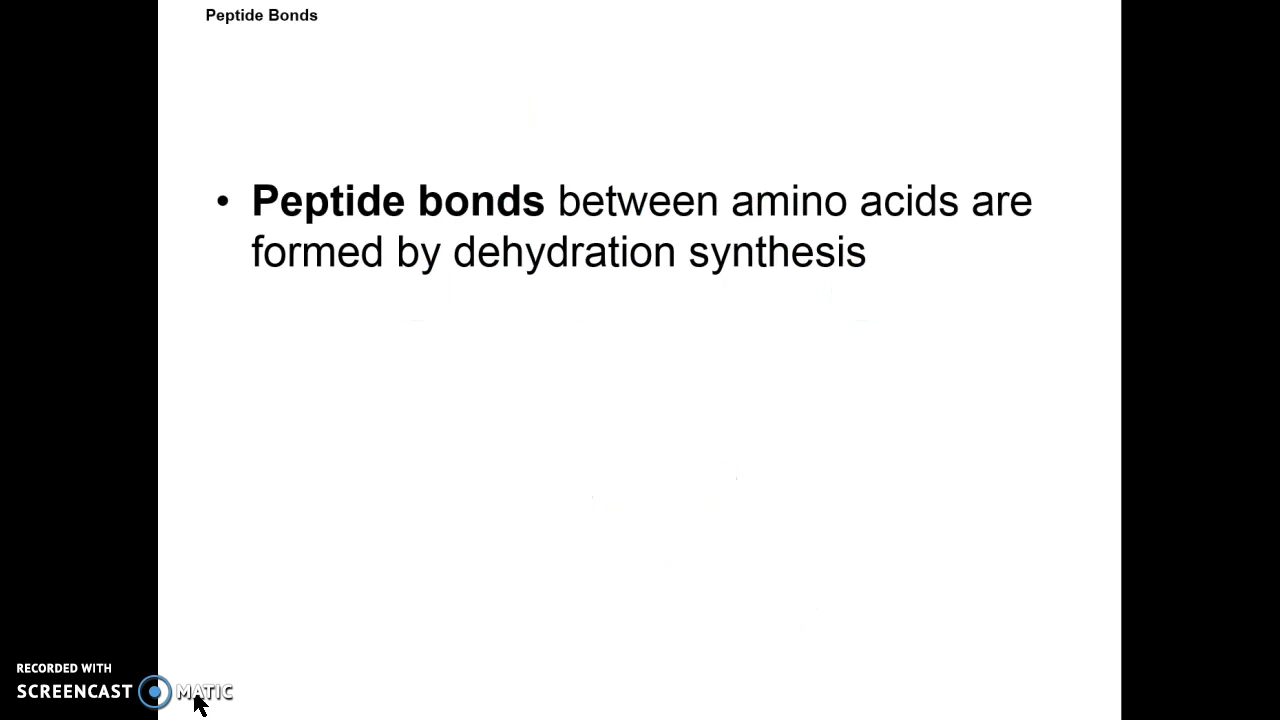 Peptide Bonds
• Peptide bonds between amino acids are
formed by dehydration synthesis
RECORDED WITH
SCREENCAST MATIC